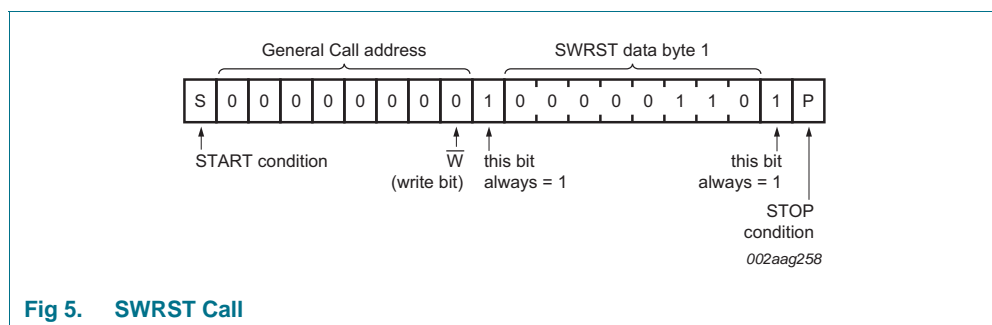 General Call address SWRST data byte 1
S 0 0 0 0 0 0 0 0 1 0 0 0 0 0 1 1 0 1 P
START condition W this bit this bit
(write bit) always = 1 always = 1
STOP
condition
002aag258
Fig 5. SWRST Call